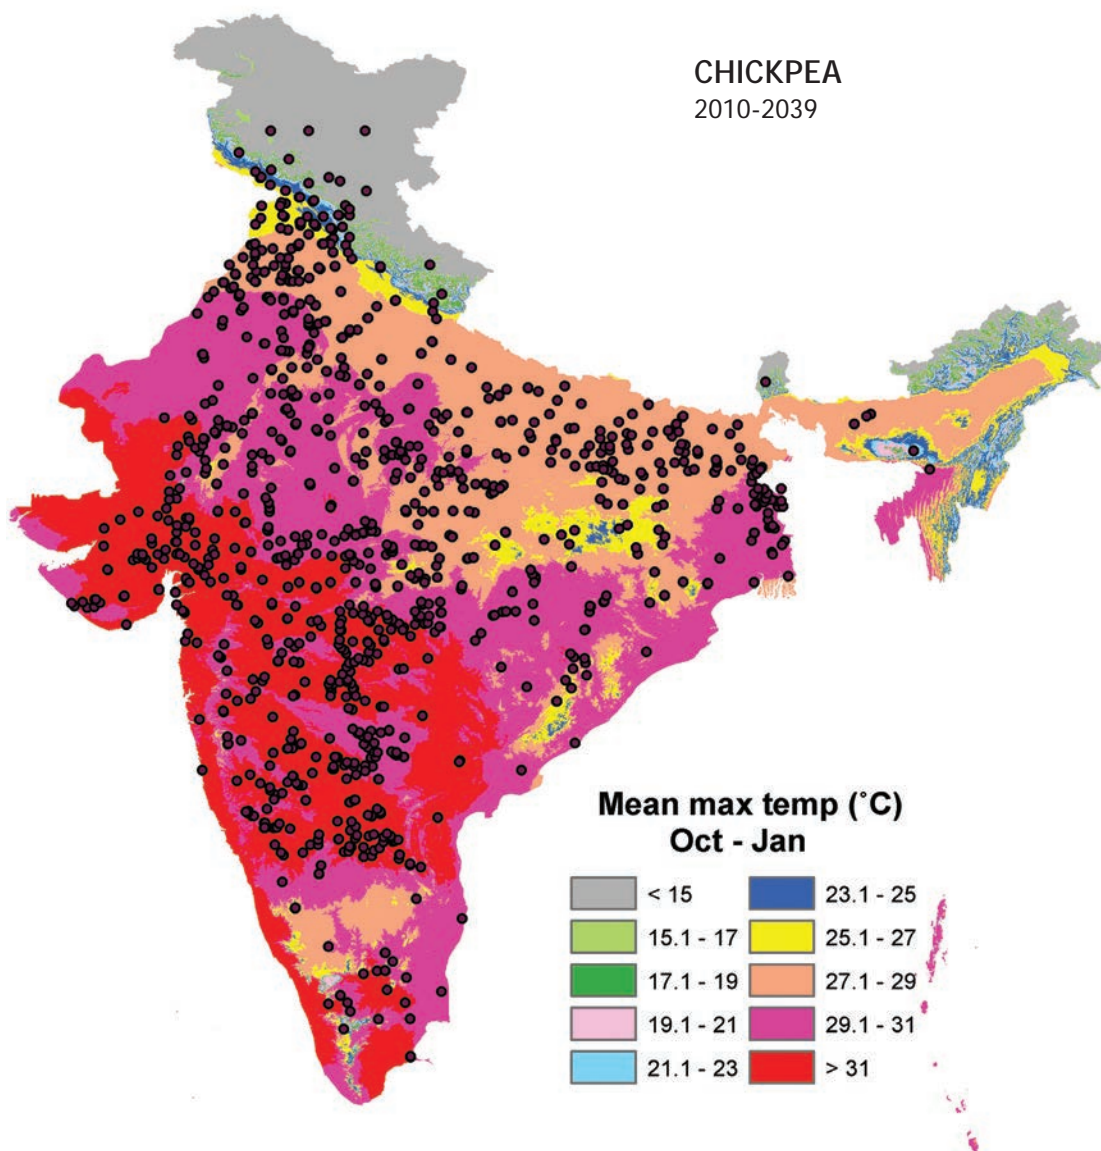 CHICKPEA
2010-2039
Mean max temp (˚C)
Oct - Jan
< 15
15.1 - 17
17.1 - 19
19.1 - 21
21.1 - 23
23.1 - 25
25.1 - 27
27.1 - 29
29.1 - 31
> 31